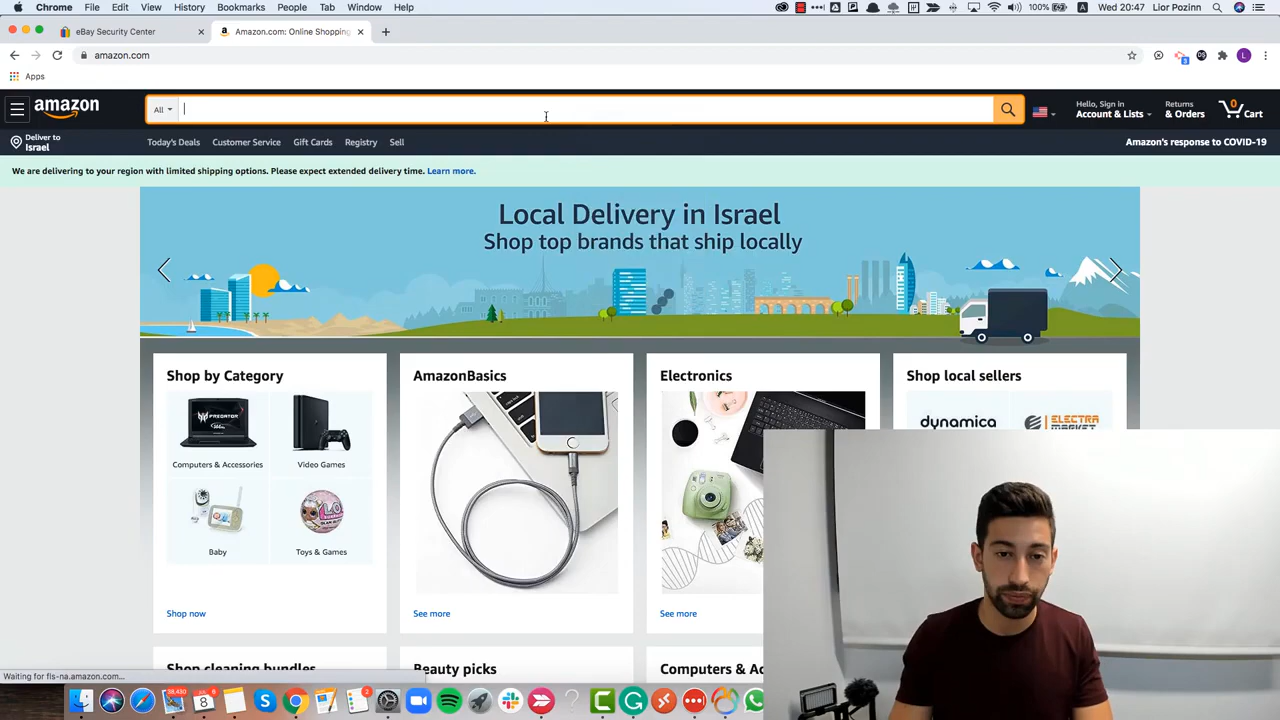 Chrome File Edit View History Bookmarks People Tab Window Help 100% Wed 20:47 Lior Pozinn
eBay Security Center
Amazon.com: Online Shopping
amazon.com
Apps
amazon
All
Hello, Sign in
Account & Lists
Returns
& Orders
0
Cart
Deliver to
Israel
Today's Deals Customer Service Gift Cards Registry Sell
Amazon's response to COVID-19
We are delivering to your region with limited shipping options. Please expect extended delivery time. Learn more.
Local Delivery in Israel
Shop top brands that ship locally
Shop by Category
PREDATOR
Computers & Accessories
Video Games
Baby
Toys & Games
Shop now
AmazonBasics
See more
Electronics
See more
Shop local sellers
dynamica
ELECTRA
MARKET
Shop cleaning bundles
Beauty picks
Computers & Ac
Waiting for fls-na.amazon.com...